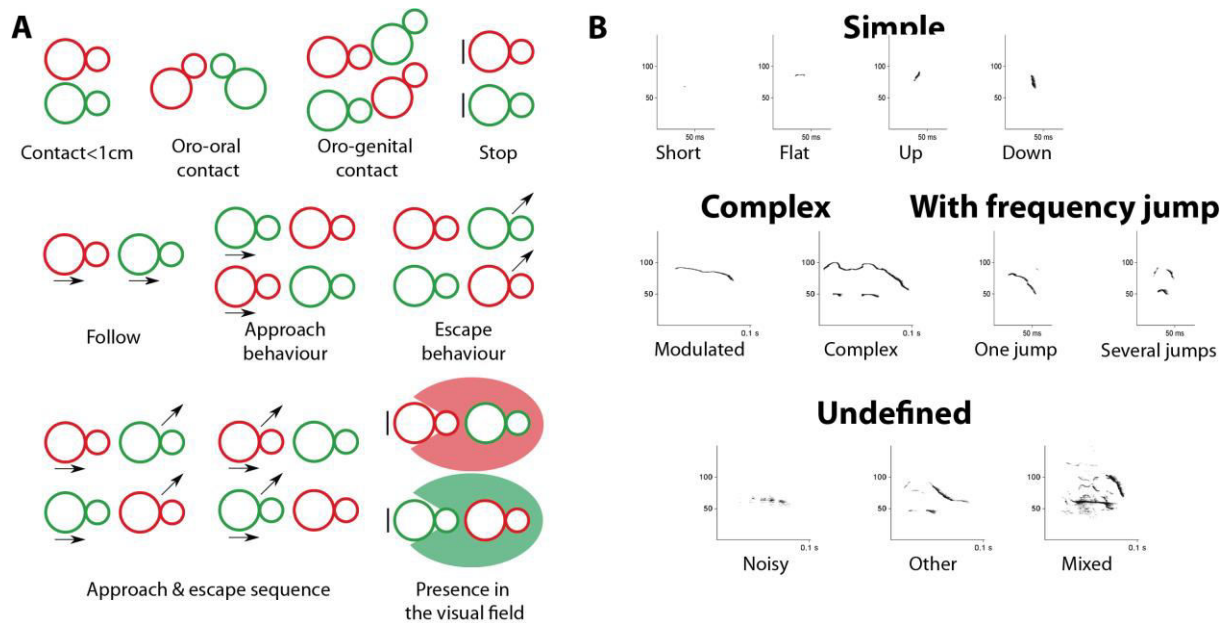 A
Contact<1cm
Oro-oral
contact
Oro-genital
contact
Stop
Follow
Approach
behaviour
Escape
behaviour
Approach & escape sequence
Presence in
the visual field
B
Simple
100
50
50 ms
Short
100
50
50 ms
Flat
100
50
50 ms
Up
100
50
50 ms
Down
Complex
With frequency jump
100
50
0.1 s
Modulated
100
50
0.1 s
Complex
100
50
50 ms
One jump
100
50
50 ms
Several jumps
Undefined
100
50
0.1 s
Noisy
100
50
0.1 s
Other
100
50
0.1 s
Mixed